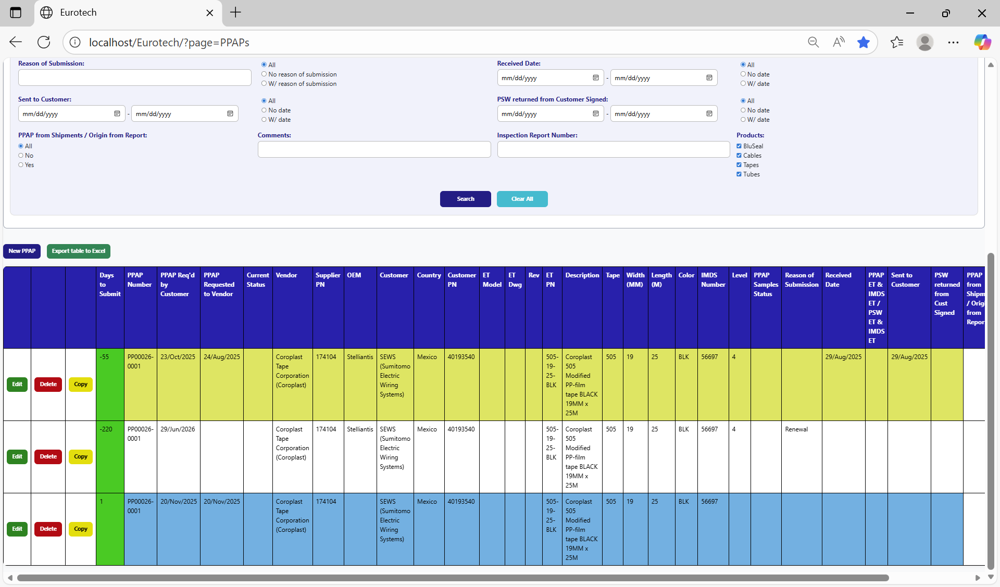 Eurotech
localhost/Eurotech/?page=PPAPs
Reason of Submission:
All
No reason of submission
W/ reason of submission
Received Date:
mm/dd/yyyy - mm/dd/yyyy
All
No date
W/ date
Sent to Customer:
mm/dd/yyyy - mm/dd/yyyy
All
No date
W/ date
PSW returned from Customer Signed:
mm/dd/yyyy - mm/dd/yyyy
All
No date
W/ date
PPAP from Shipments / Origin from Report:
All
No
Yes
Comments:
Inspection Report Number:
Products:
BluSeal
Cables
Tapes
Tubes
Search
Clear All
New PPAP
Export table to Excel
Days
to
Submit
PPAP
Number
PPAP Req'd
by
Customer
PPAP
Requested
to Vendor
Current
Status
Vendor
Supplier
PN
OEM
Customer
Country
Customer
PN
ET
Model
ET
Dwg
Rev
ET
PN
Description
Tape
Width
(MM)
Length
(M)
Color
IMDS
Number
Level
PPAP
Samples
Status
Reason of
Submission
Received
Date
PPAP
ET &
IMDS
ET /
PSW
ET &
IMDS
ET
Sent to
Customer
PSW
returned
from
Cust
Signed
PPAP
from
Shipm
/ Orig
from
Repor
Edit
Delete
Copy
-55
PP00026-
0001
23/Oct/2025
24/Aug/2025
Coroplast
Tape
Corporation
(Coroplast)
174104
Stelliantis
SEWS
(Sumitomo
Electric
Wiring
Systems)
Mexico
40193540
505-
19-
25-
BLK
Coroplast
505
Modified
PP-film
tape BLACK
19MM x
25M
505
19
25
BLK
56697
4
29/Aug/2025
29/Aug/2025
Edit
Delete
Copy
-220
PP00026-
0001
29/Jun/2026
Coroplast
Tape
Corporation
(Coroplast)
174104
Stelliantis
SEWS
(Sumitomo
Electric
Wiring
Systems)
Mexico
40193540
505-
19-
25-
BLK
Coroplast
505
Modified
PP-film
tape BLACK
19MM x
25M
505
19
25
BLK
56697
4
Renewal
Edit
Delete
Copy
1
PP00026-
0001
20/Nov/2025
20/Nov/2025
Coroplast
Tape
Corporation
(Coroplast)
174104
SEWS
(Sumitomo
Electric
Wiring
Systems)
Mexico
40193540
505-
19-
25-
BLK
Coroplast
505
Modified
PP-film
tape BLACK
19MM x
25M
505
19
25
BLK
56697